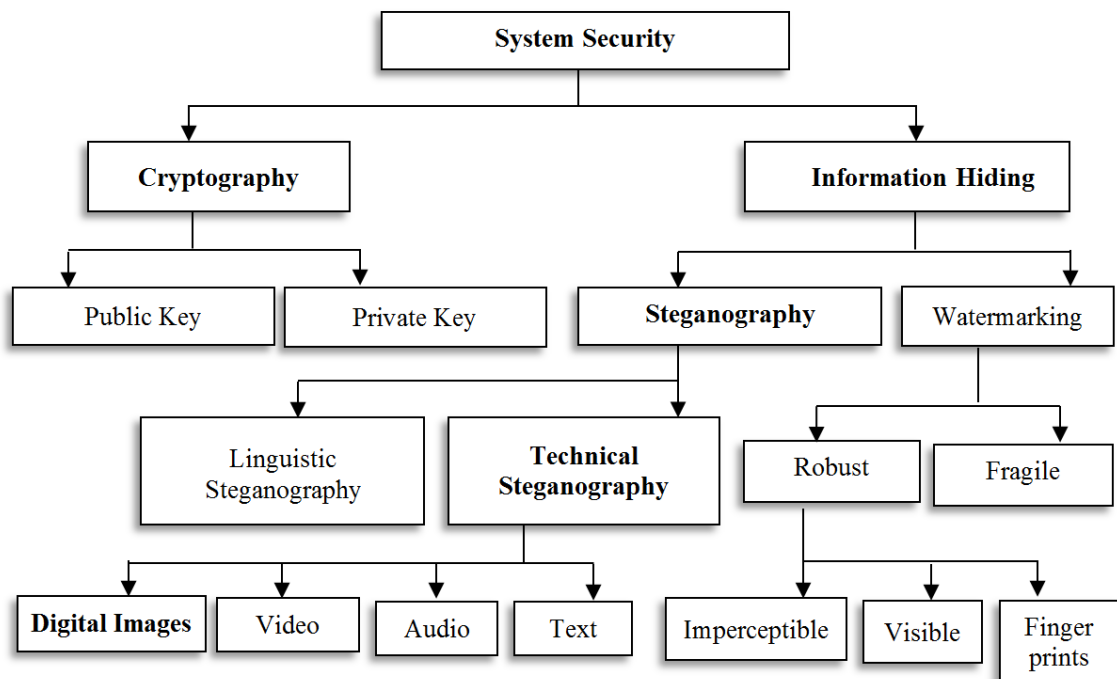 System Security
Cryptography
Information Hiding
Public Key
Private Key
Steganography
Watermarking
Linguistic
Steganography
Technical
Steganography
Robust
Fragile
Digital Images
Video
Audio
Text
Imperceptible
Visible
Finger
prints